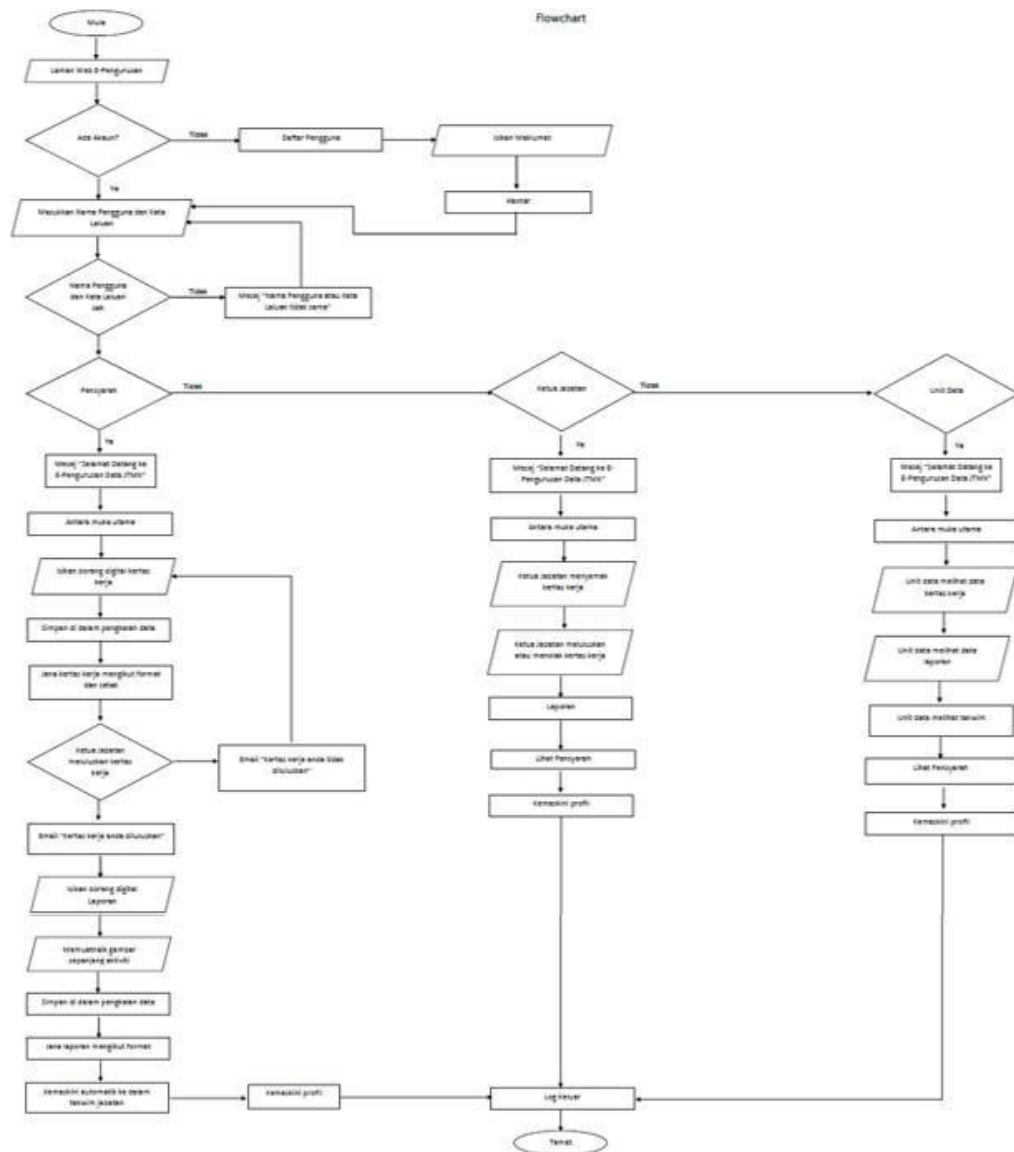 Flowchart
Mula
Laman Web E-Pengurusan
Ada Akaun?
Tidak
Daftar Pengguna
Isikan Maklumat
Ya
Hantar
Masukkan Nama Pengguna dan Kata
Laluan
Nama Pengguna
dan Kata Laluan
sah
Tidak
Mesej "Nama Pengguna atau Kata
Laluan tidak sama"
Pensyarah
Tidak
Ketua Jabatan
Tidak
Unit Data
Ya
Mesej "Selamat Datang ke
E-Pengurusan Data JTMK"
Antara muka utama
Isikan borang digital kertas
kerja
Simpan di dalam pangkalan data
Jana kertas kerja mengikut format
dan cetak
Ketua Jabatan
meluluskan kertas
kerja
Email "Kertas kerja anda tidak
diluluskan"
Email "Kertas kerja anda diluluskan"
Isikan borang digital
Laporan
Memuatnaik gambar
sepanjang aktiviti
Simpan di dalam pangkalan data
Jana laporan mengikut format
Kemaskini automatik ke dalam
takwim jabatan
Kemaskini profil
Ya
Mesej "Selamat Datang ke E-
Pengurusan Data JTMK"
Antara muka utama
Ketua Jabatan menyemak
kertas kerja
Ketua Jabatan meluluskan
atau menolak kertas kerja
Laporan
Lihat Pensyarah
Kemaskini profil
Ya
Mesej "Selamat Datang ke
E-Pengurusan Data JTMK"
Antara muka utama
Unit data melihat data
kertas kerja
Unit data melihat data
laporan
Unit data melihat takwim
Lihat Pensyarah
Kemaskini profil
Log Keluar
Tamat